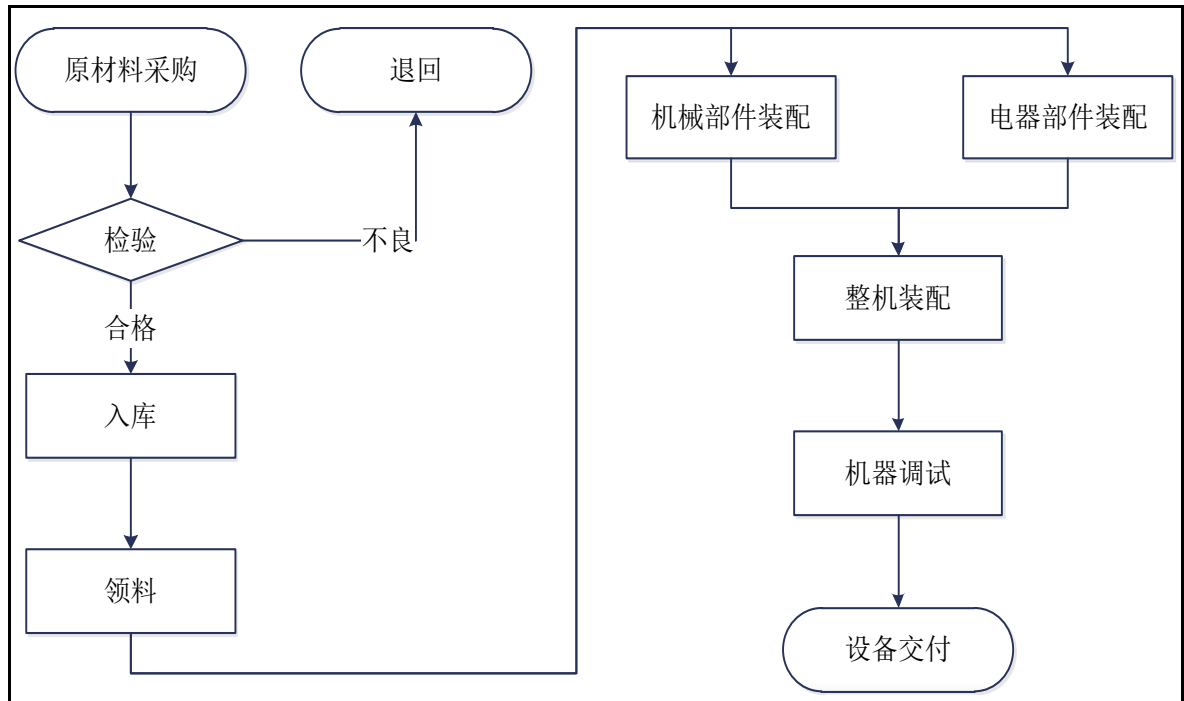 原材料采购
退回
检验
不良
合格
入库
领料
机械部件装配
电器部件装配
整机装配
机器调试
设备交付